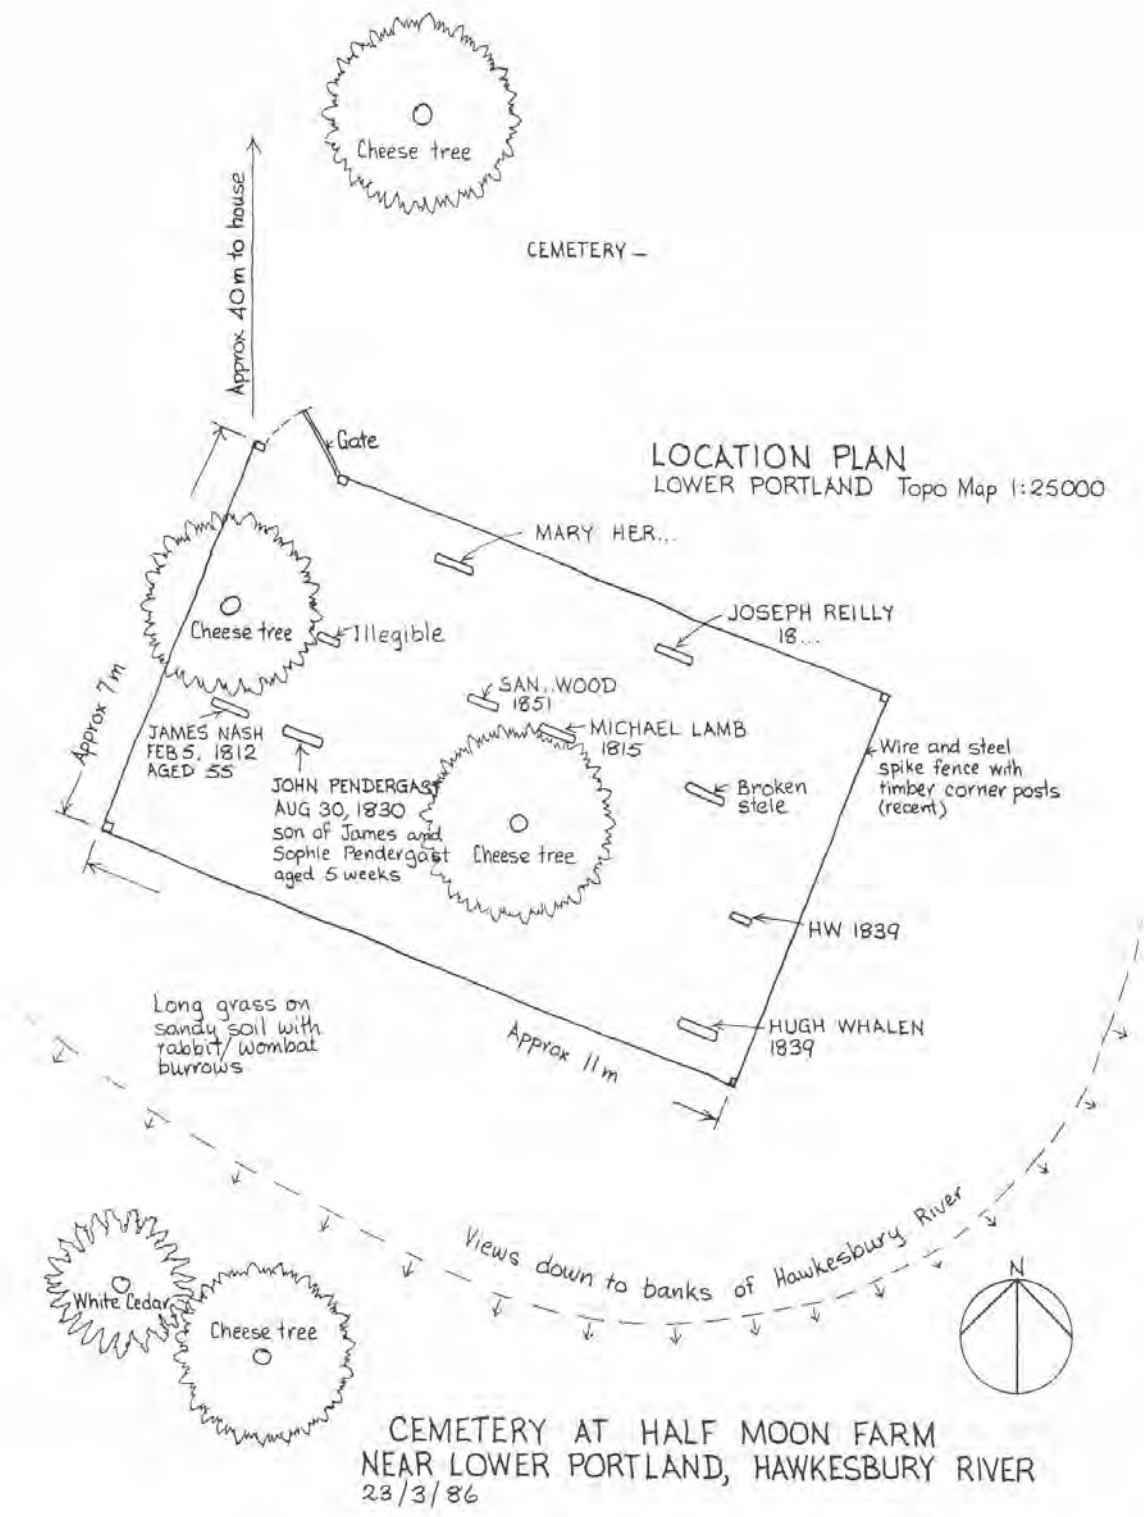 Cheese tree
Approx 40m to house
CEMETERY –
Gate
LOCATION PLAN
LOWER PORTLAND Topo Map 1:25000
MARY HER...
JOSEPH REILLY
18...
Cheese tree
Illegible
SAN..WOOD
1851
MICHAEL LAMB
1815
Approx 7m
JAMES NASH
FEB 5, 1812
AGED 55
JOHN PENDERGAST
AUG 30, 1830
son of James and
Sophie Pendergast
aged 5 weeks
Cheese tree
Broken
stele
Wire and steel
spike fence with
timber corner posts
(recent)
HW 1839
HUGH WHALEN
1839
Approx 11m
Long grass on
sandy soil with
rabbit/wombat
burrows
Views down to banks of Hawkesbury River
White Cedar
Cheese tree
N
CEMETERY AT HALF MOON FARM
NEAR LOWER PORTLAND, HAWKESBURY RIVER
23/3/86